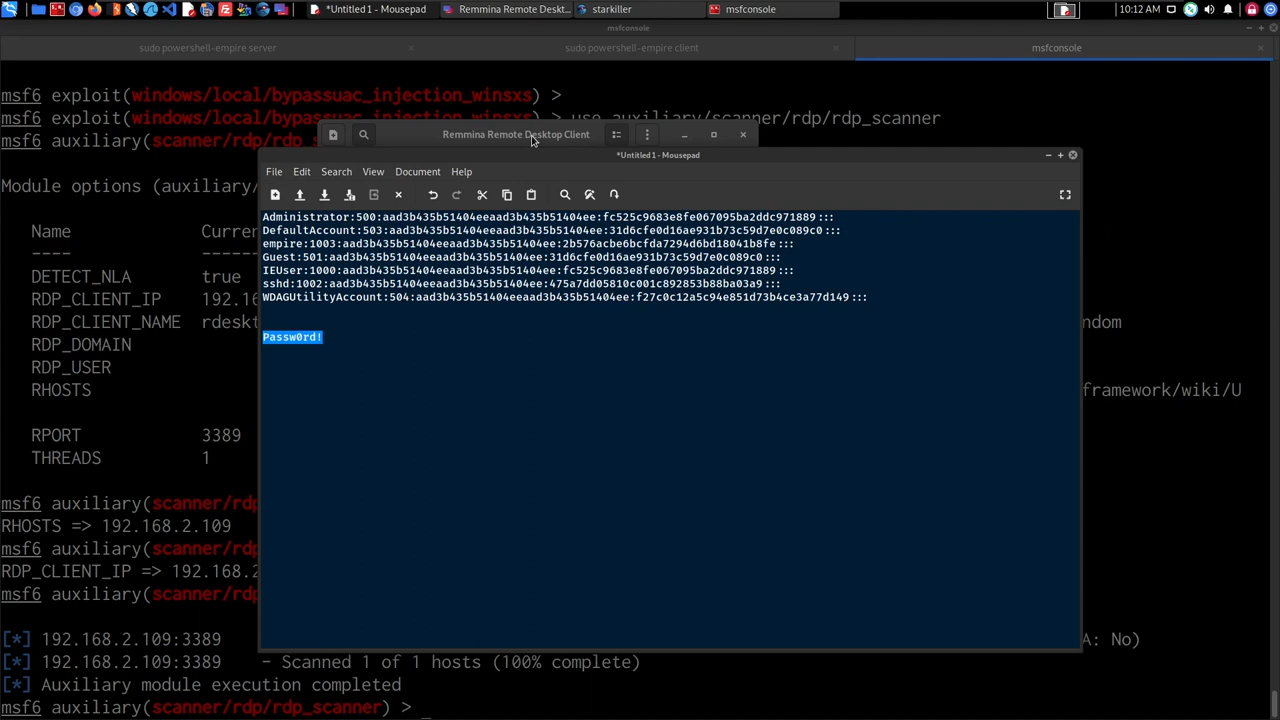 *Untitled 1 - Mousepad
Remmina Remote Deskt...
starkiller
msfconsole
10:12 AM
msfconsole
sudo powershell-empire server
sudo powershell-empire client
msfconsole
msf6 exploit(windows/local/bypassuac_injection_winsxs) >
msf6 exploit(windows/local/bypassuac_injection_winsxs) > use auxiliary/scanner/rdp/rdp_scanner
msf6 auxiliary(scanner/rdp/rdp_s
Remmina Remote Desktop Client
*Untitled 1 - Mousepad
File Edit Search View Document Help
Administrator:500:aad3b435b51404eeaad3b435b51404ee:fc525c9683e8fe067095ba2ddc971889:::
DefaultAccount:503:aad3b435b51404eeaad3b435b51404ee:31d6cfe0d16ae931b73c59d7e0c089c0:::
empire:1003:aad3b435b51404eeaad3b435b51404ee:2b576acbe6bcfda7294d6bd18041b8fe:::
Guest:501:aad3b435b51404eeaad3b435b51404ee:31d6cfe0d16ae931b73c59d7e0c089c0:::
IEUser:1000:aad3b435b51404eeaad3b435b51404ee:fc525c9683e8fe067095ba2ddc971889:::
sshd:1002:aad3b435b51404eeaad3b435b51404ee:475a7dd05810c001c892853b88ba03a9:::
WDAGUtilityAccount:504:aad3b435b51404eeaad3b435b51404ee:f27c0c12a5c94e851d73b4ce3a77d149:::
Passw0rd!
Module options (auxiliary/
Name Curre
---- -----
DETECT_NLA true
RDP_CLIENT_IP 192.16
RDP_CLIENT_NAME rdeskt
ndom
RDP_DOMAIN
RDP_USER
RHOSTS
framework/wiki/U
RPORT 3389
THREADS 1
msf6 auxiliary(scanner/rdp
RHOSTS => 192.168.2.109
msf6 auxiliary(scanner/rdp
RDP_CLIENT_IP => 192.168.2
msf6 auxiliary(scanner/rdp
[*] 192.168.2.109:3389
A: No)
[*] 192.168.2.109:3389 - Scanned 1 of 1 hosts (100% complete)
[*] Auxiliary module execution completed
msf6 auxiliary(scanner/rdp/rdp_scanner) > _